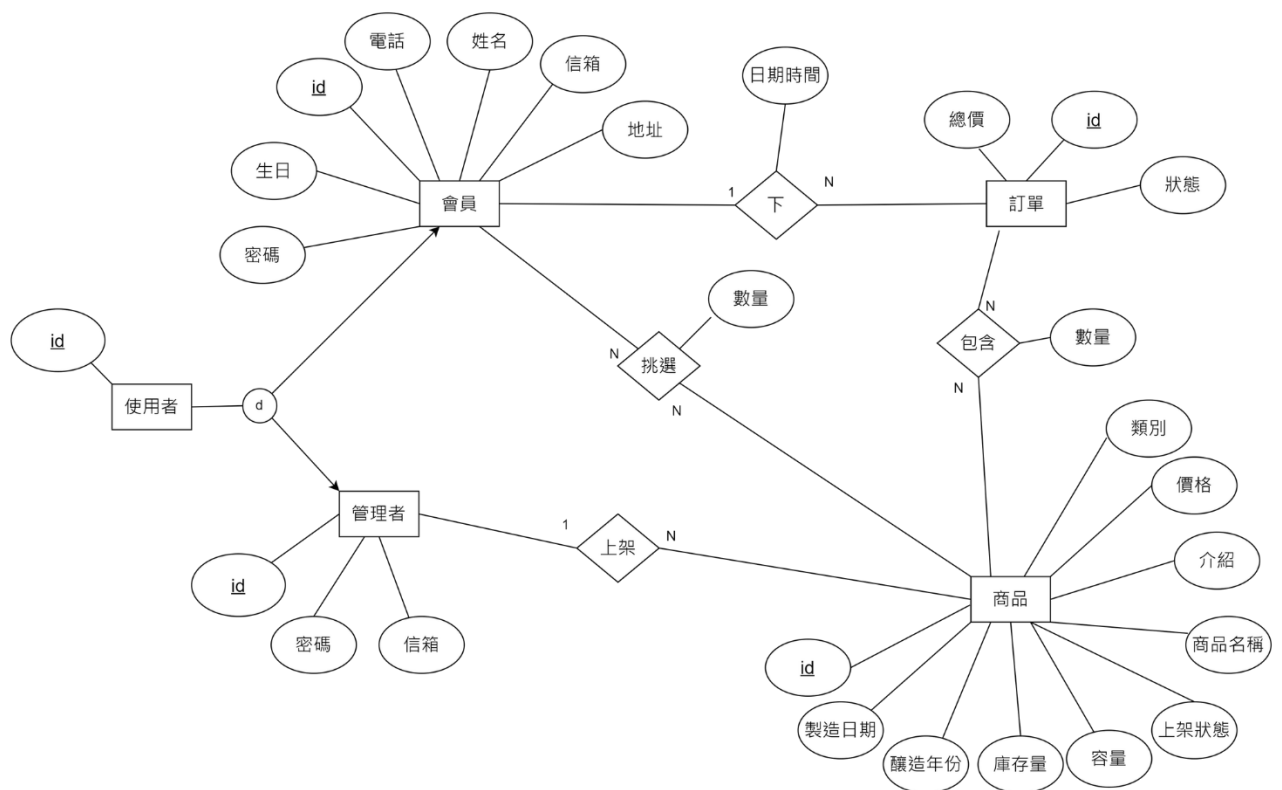 電話
姓名
信箱
id
地址
生日
密碼
會員
日期時間
1
N
下
總價
id
狀態
訂單
數量
N
挑選
N
N
包含
N
數量
id
使用者
d
管理者
id
密碼
信箱
1
上架
N
類別
價格
介紹
商品
商品名稱
id
製造日期
釀造年份
庫存量
容量
上架狀態